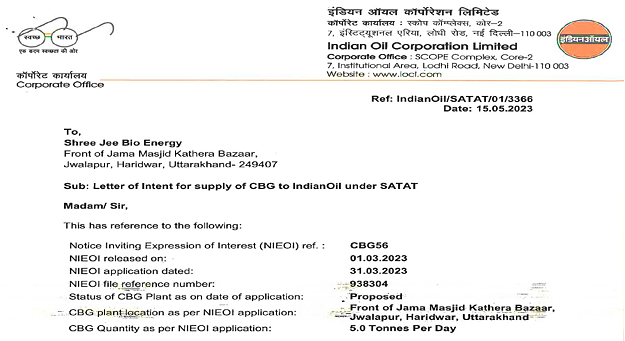 स्वच्छ भारत
एक कदम स्वच्छता की ओर
कॉर्पोरेट कार्यालय
Corporate Office
इंडियन ऑयल कॉर्पोरेशन लिमिटेड
कॉर्पोरेट कार्यालय : स्कोप कॉम्प्लेक्स, कोर-2
7, इंस्टिट्यूशनल एरिया, लोधी रोड, नई दिल्ली-110 003
Indian Oil Corporation Limited
Corporate Office : SCOPE Complex, Core-2
7, Institutional Area, Lodhi Road, New Delhi-110 003
Website : www.iocl.com
इंडियनऑयल
Ref: IndianOil/SATAT/01/3366
Date: 15.05.2023
To,
Shree Jee Bio Energy
Front of Jama Masjid Kathera Bazaar,
Jwalapur, Haridwar, Uttarakhand- 249407
Sub: Letter of Intent for supply of CBG to IndianOil under SATAT
Madam/ Sir,
This has reference to the following:
Notice Inviting Expression of Interest (NIEOI) ref. : CBG56
NIEOI released on: 01.03.2023
NIEOI application dated: 31.03.2023
NIEOI file reference number: 938304
Status of CBG Plant as on date of application: Proposed
CBG plant location as per NIEOI application: Front of Jama Masjid Kathera Bazaar,
Jwalapur, Haridwar, Uttarakhand
CBG Quantity as per NIEOI application: 5.0 Tonnes Per Day